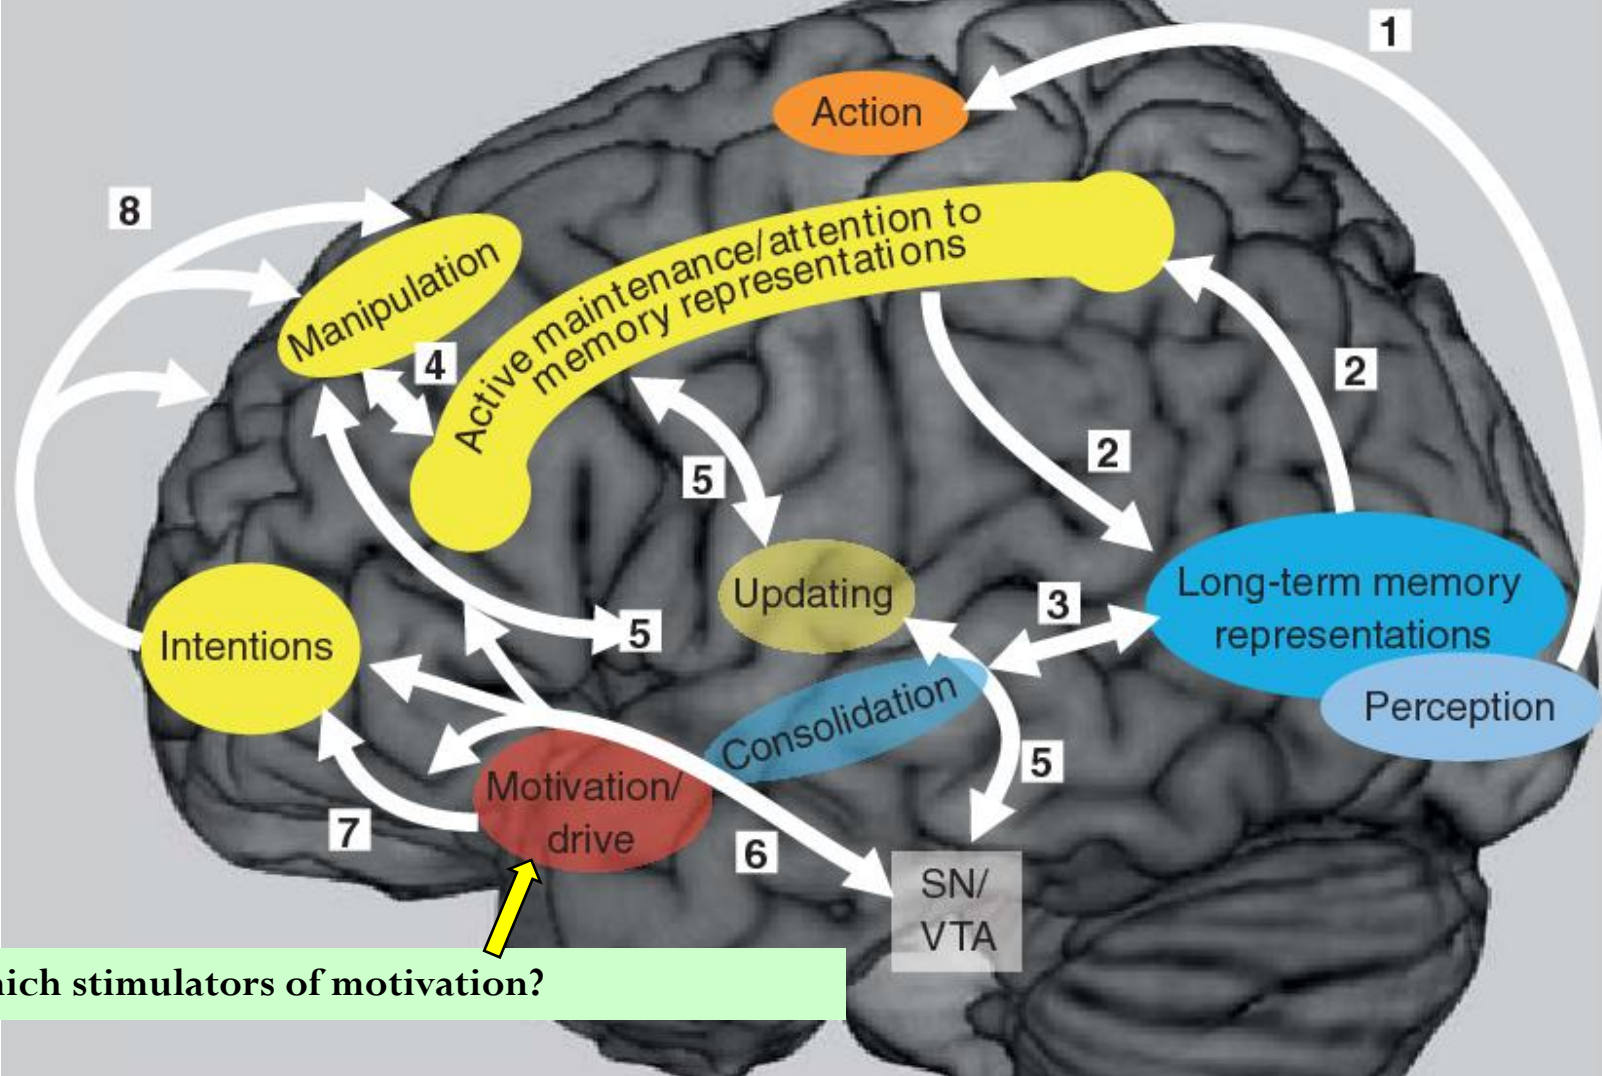 1
Action
8
Manipulation
Active maintenance/attention to
memory representations
4
2
2
5
Updating
3
Long-term memory
representations
5
Intentions
Perception
Consolidation
5
Motivation/
drive
7
6
SN/
VTA
stimulators of motivation?